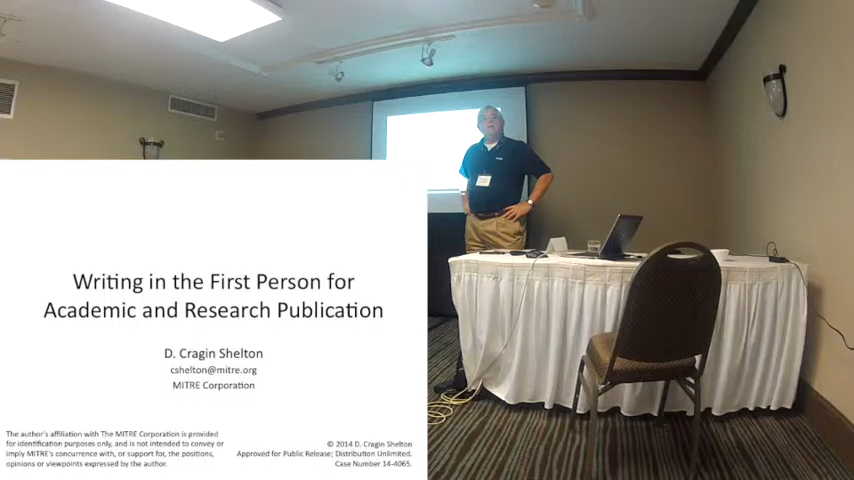 Writing in the First Person for
Academic and Research Publication
D. Cragin Shelton
cshelton@mitre.org
MITRE Corporation
The author's affiliation with The MITRE Corporation is provided
for identification purposes only, and is not intended to convey or
imply MITRE's concurrence with, or support for, the positions,
opinions or viewpoints expressed by the author.
© 2014 D. Cragin Shelton
Approved for Public Release; Distribution Unlimited.
Case Number 14-4065.